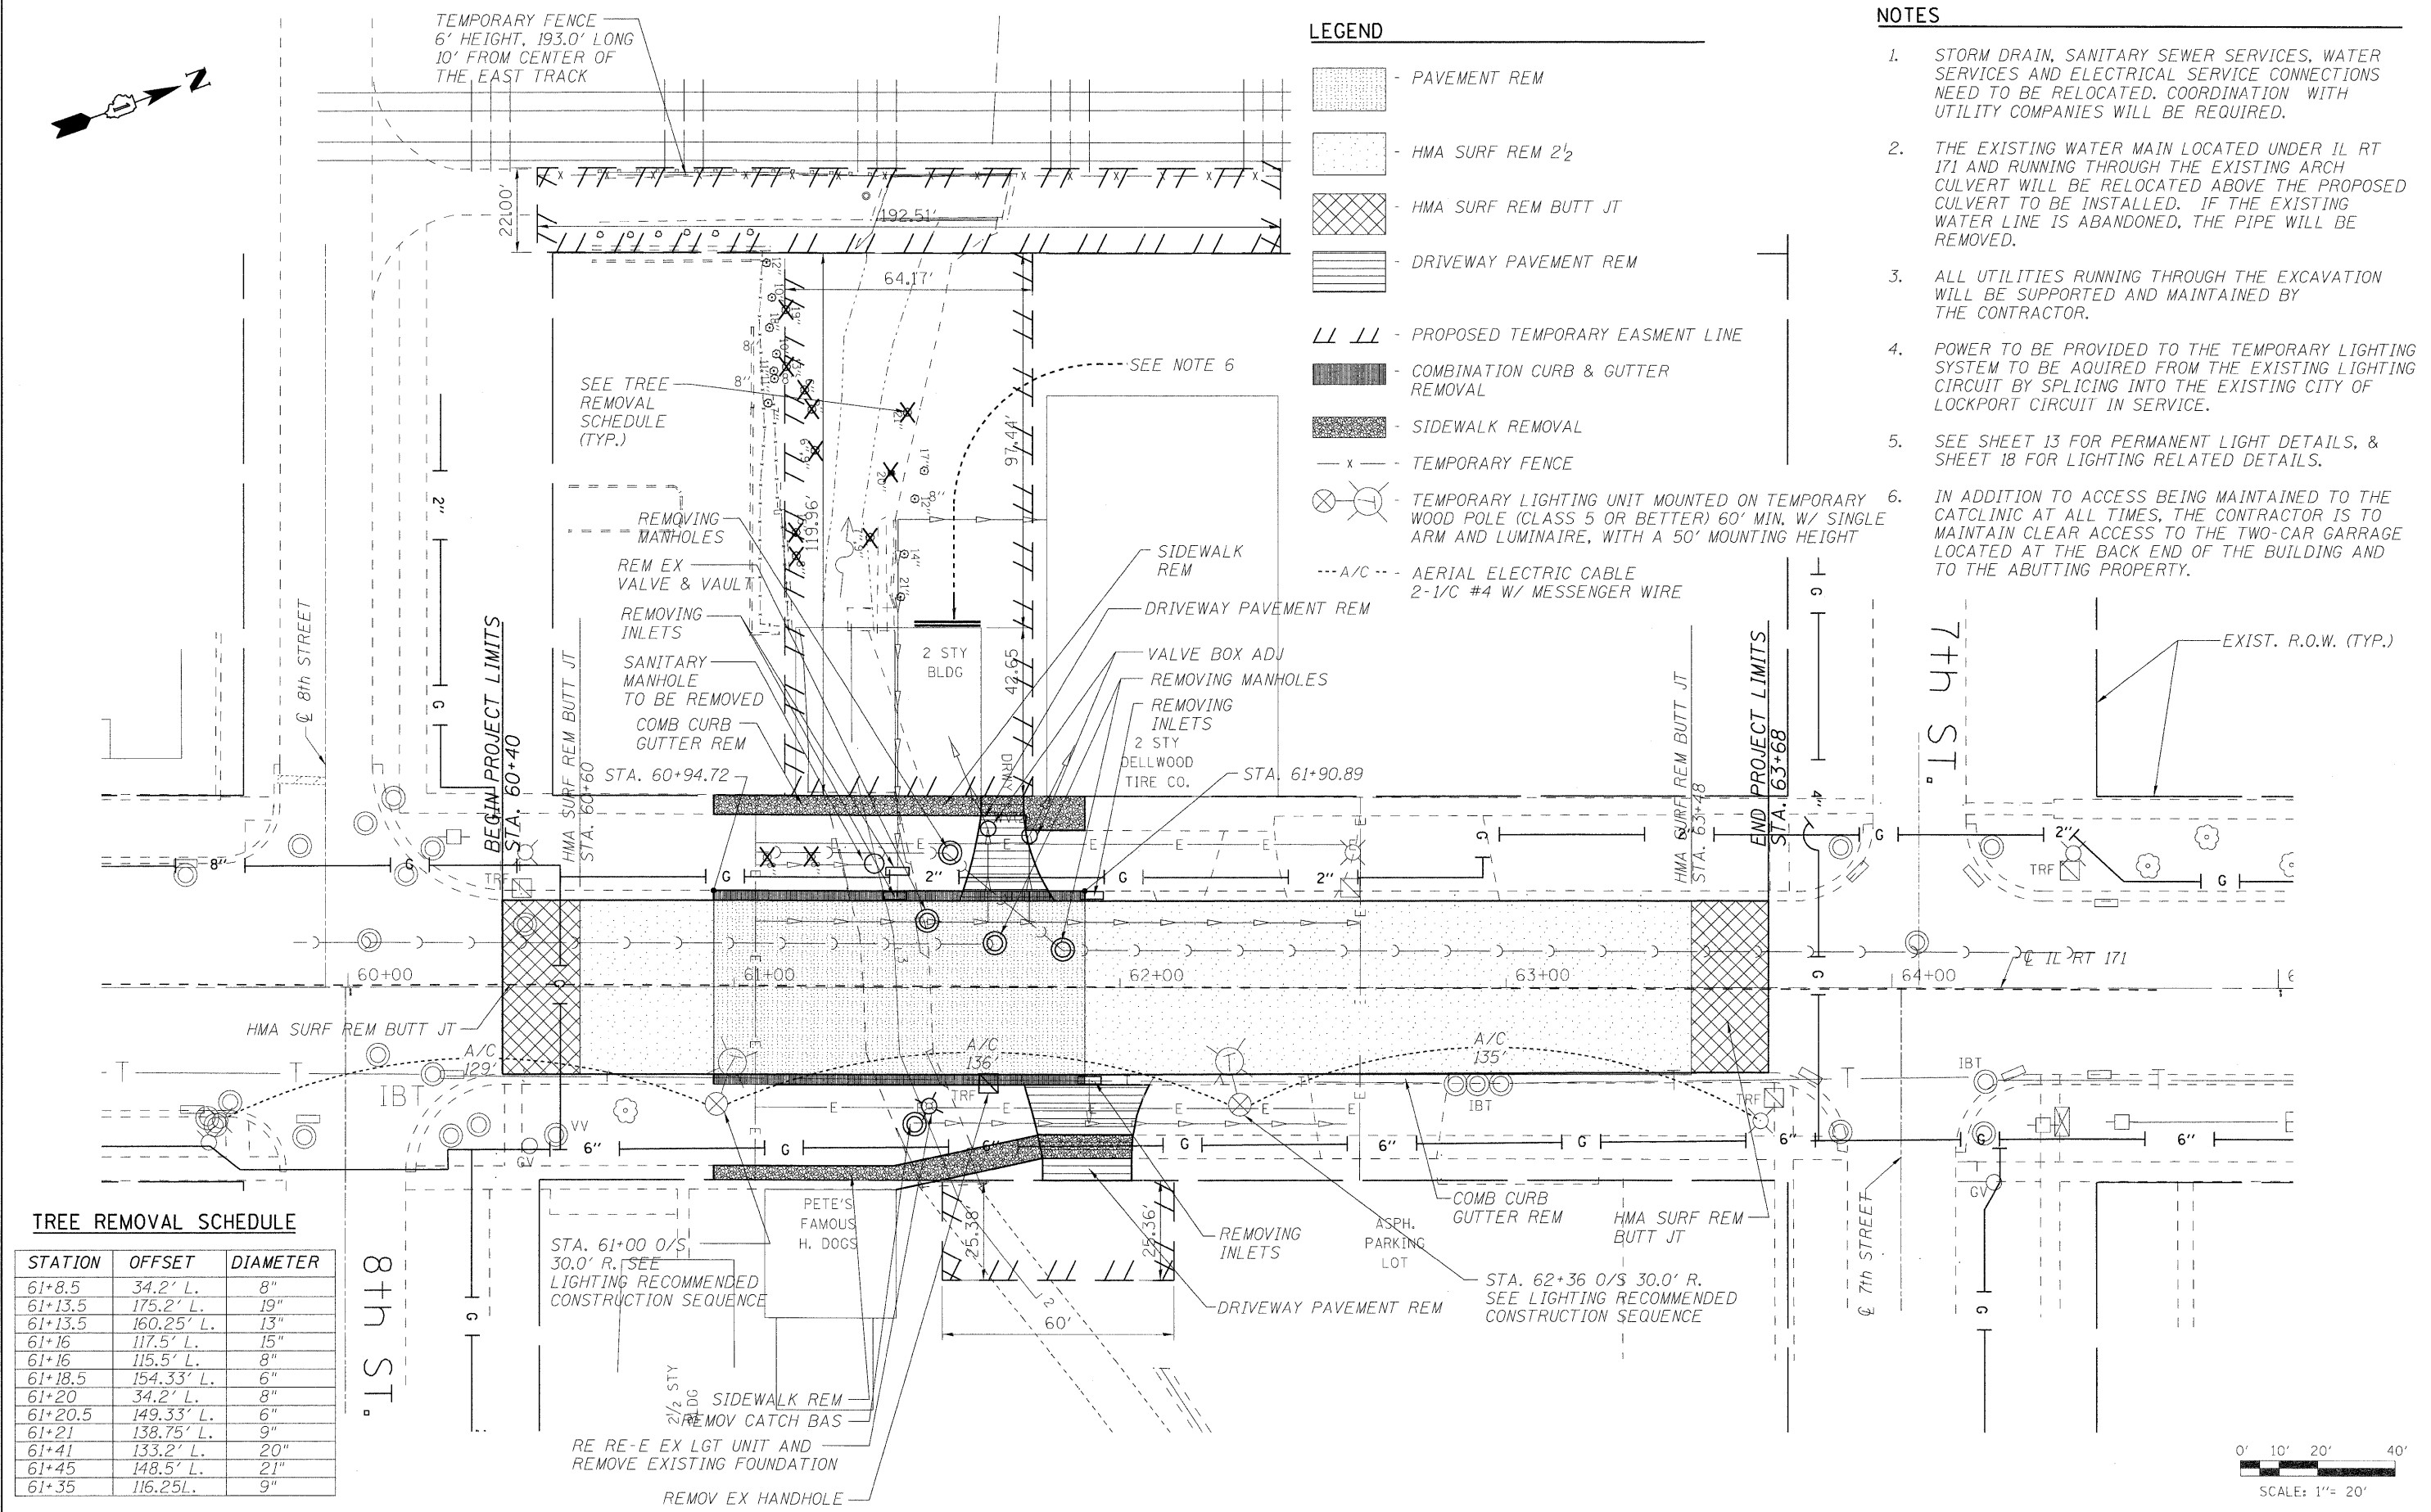 TEMPORARY FENCE
6' HEIGHT, 193.0' LONG
10' FROM CENTER OF
THE EAST TRACK
N
22.00'
192.51'
64.17'
SEE NOTE 6
SEE TREE
REMOVAL
SCHEDULE
(TYP.)
97.44'
119.96'
42.65
2"
REMOVING
MANHOLES
REM EX
VALVE & VAULT
REMOVING
INLETS
SANITARY
MANHOLE
TO BE REMOVED
COMB CURB
GUTTER REM
STA. 60+94.72
2 STY
BLDG
SIDEWALK
REM
DRIVEWAY PAVEMENT REM
VALVE BOX ADJ
REMOVING MANHOLES
REMOVING
INLETS
2 STY
DELLWOOD
TIRE CO.
STA. 61+90.89
℄ 8th STREET
BEGIN PROJECT LIMITS
STA. 60+40
HMA SURF REM BUTT JT
STA. 60+60
HMA SURF REM BUTT JT
STA. 63+48
END PROJECT LIMITS
STA. 63+68
7th ST.
EXIST. R.O.W. (TYP.)
LEGEND
- PAVEMENT REM
- HMA SURF REM 2½
- HMA SURF REM BUTT JT
- DRIVEWAY PAVEMENT REM
- PROPOSED TEMPORARY EASMENT LINE
- COMBINATION CURB & GUTTER
REMOVAL
- SIDEWALK REMOVAL
— x — - TEMPORARY FENCE
- TEMPORARY LIGHTING UNIT MOUNTED ON TEMPORARY
WOOD POLE (CLASS 5 OR BETTER) 60' MIN. W/ SINGLE
ARM AND LUMINAIRE, WITH A 50' MOUNTING HEIGHT
---A/C -- - AERIAL ELECTRIC CABLE
2-1/C #4 W/ MESSENGER WIRE
NOTES
1. STORM DRAIN, SANITARY SEWER SERVICES, WATER
SERVICES AND ELECTRICAL SERVICE CONNECTIONS
NEED TO BE RELOCATED. COORDINATION WITH
UTILITY COMPANIES WILL BE REQUIRED.
2. THE EXISTING WATER MAIN LOCATED UNDER IL RT
171 AND RUNNING THROUGH THE EXISTING ARCH
CULVERT WILL BE RELOCATED ABOVE THE PROPOSED
CULVERT TO BE INSTALLED. IF THE EXISTING
WATER LINE IS ABANDONED, THE PIPE WILL BE
REMOVED.
3. ALL UTILITIES RUNNING THROUGH THE EXCAVATION
WILL BE SUPPORTED AND MAINTAINED BY
THE CONTRACTOR.
4. POWER TO BE PROVIDED TO THE TEMPORARY LIGHTING
SYSTEM TO BE AQUIRED FROM THE EXISTING LIGHTING
CIRCUIT BY SPLICING INTO THE EXISTING CITY OF
LOCKPORT CIRCUIT IN SERVICE.
5. SEE SHEET 13 FOR PERMANENT LIGHT DETAILS, &
SHEET 18 FOR LIGHTING RELATED DETAILS.
6. IN ADDITION TO ACCESS BEING MAINTAINED TO THE
CATCLINIC AT ALL TIMES, THE CONTRACTOR IS TO
MAINTAIN CLEAR ACCESS TO THE TWO-CAR GARRAGE
LOCATED AT THE BACK END OF THE BUILDING AND
TO THE ABUTTING PROPERTY.
8" G TRF G 2" G 2" G 2" 4" G 2" TRF G
60+00 61+00 62+00 63+00 64+00
℄ IL RT 171
HMA SURF REM BUTT JT
A/C
129'
A/C
136'
A/C
135'
IBT
TRF
IBT
TRF
IBT
VV
GV
6" G 6" G 6" G 6" G 6"
GV
PETE'S
FAMOUS
H. DOGS
STA. 61+00 O/S
30.0' R. SEE
LIGHTING RECOMMENDED
CONSTRUCTION SEQUENCE
25.38'
25.36'
60'
REMOVING
INLETS
ASPH.
PARKING
LOT
COMB CURB
GUTTER REM
HMA SURF REM
BUTT JT
DRIVEWAY PAVEMENT REM
STA. 62+36 O/S 30.0' R.
SEE LIGHTING RECOMMENDED
CONSTRUCTION SEQUENCE
℄ 7th STREET
2½ STY
BLDG
SIDEWALK REM
REMOV CATCH BAS
RE RE-E EX LGT UNIT AND
REMOVE EXISTING FOUNDATION
REMOV EX HANDHOLE
8th ST.
TREE REMOVAL SCHEDULE
STATION OFFSET DIAMETER
61+8.5 34.2' L. 8"
61+13.5 175.2' L. 19"
61+13.5 160.25' L. 13"
61+16 117.5' L. 15"
61+16 115.5' L. 8"
61+18.5 154.33' L. 6"
61+20 34.2' L. 8"
61+20.5 149.33' L. 6"
61+21 138.75' L. 9"
61+41 133.2' L. 20"
61+45 148.5' L. 21"
61+35 116.25L. 9"
0' 10' 20' 40'
SCALE: 1"= 20'